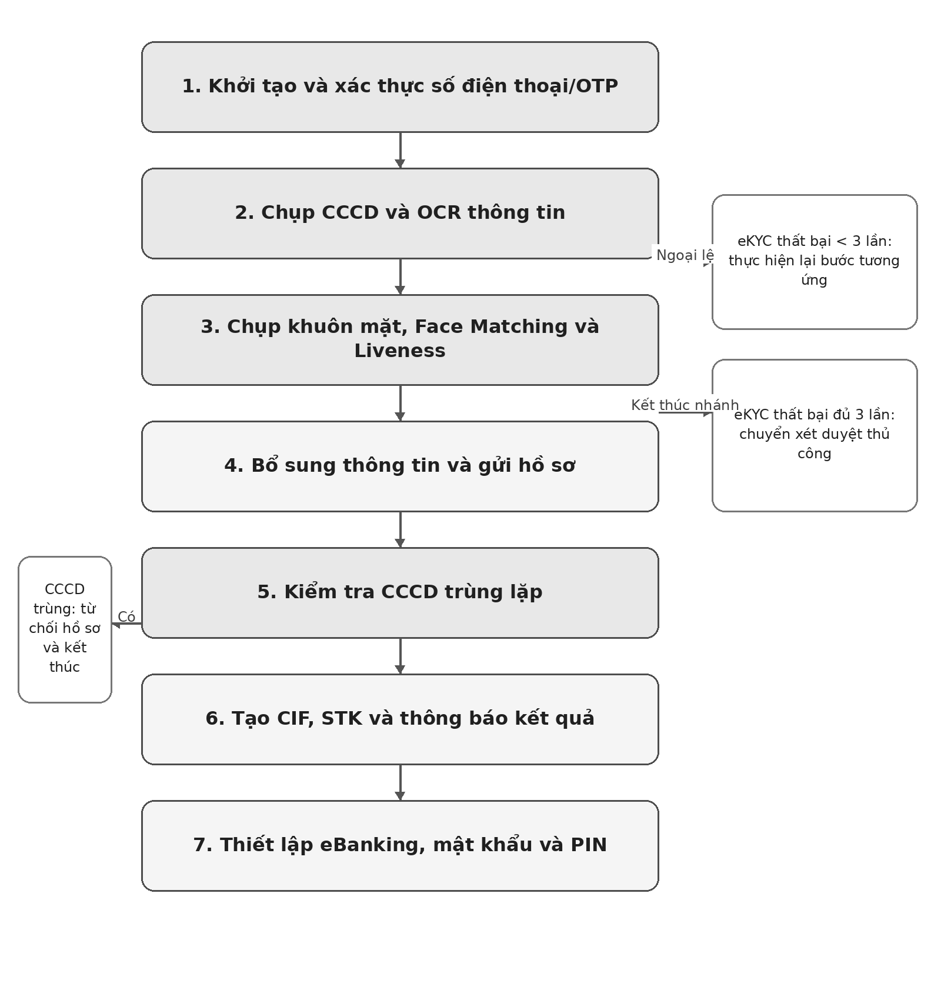 1. Khởi tạo và xác thực số điện thoại/OTP
2. Chụp CCCD và OCR thông tin
Ngoại lệ
eKYC thất bại < 3 lần:
thực hiện lại bước tương
ứng
3. Chụp khuôn mặt, Face Matching và
Liveness
Kết thúc nhánh
eKYC thất bại đủ 3 lần:
chuyển xét duyệt thủ
công
4. Bổ sung thông tin và gửi hồ sơ
5. Kiểm tra CCCD trùng lặp
Có
CCCD
trùng: từ
chối hồ sơ
và kết
thúc
6. Tạo CIF, STK và thông báo kết quả
7. Thiết lập eBanking, mật khẩu và PIN